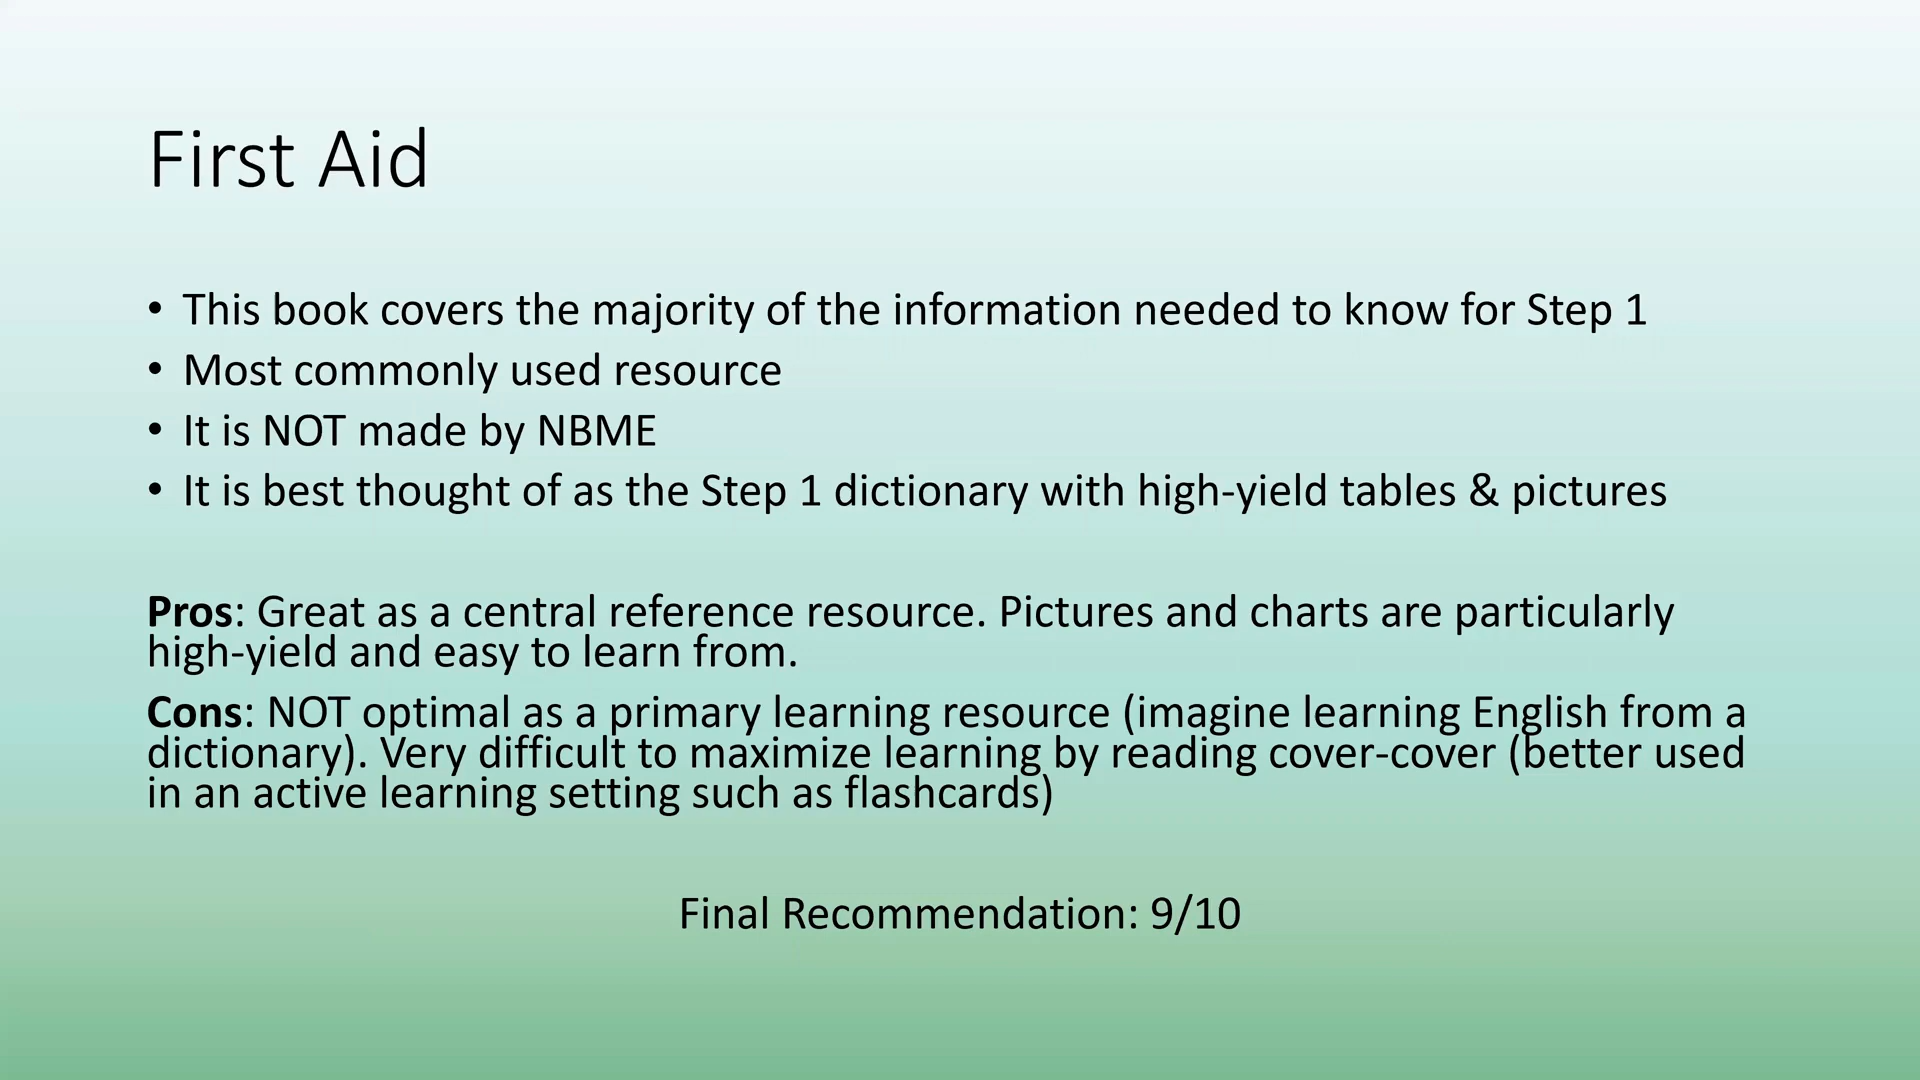 First Aid
• This book covers the majority of the information needed to know for Step 1
• Most commonly used resource
• It is NOT made by NBME
• It is best thought of as the Step 1 dictionary with high-yield tables & pictures
Pros: Great as a central reference resource. Pictures and charts are particularly
high-yield and easy to learn from.
Cons: NOT optimal as a primary learning resource (imagine learning English from a
dictionary). Very difficult to maximize learning by reading cover-cover (better used
in an active learning setting such as flashcards)
Final Recommendation: 9/10